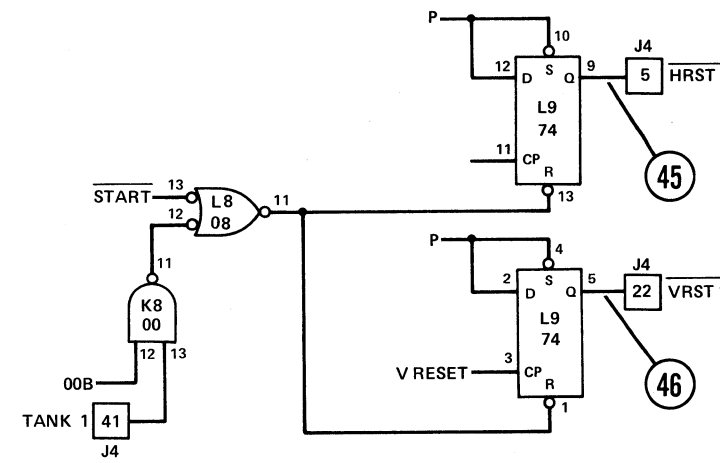 P
10
J4
12
D
S
Q
9
5
HRST
L9
74
11
CP
R
13
45
START
13
12
L8
08
11
P
4
J4
2
D
S
Q
5
22
VRST
L9
74
V RESET
3
CP
R
1
46
11
K8
00
12
13
00B
TANK 1
41
J4